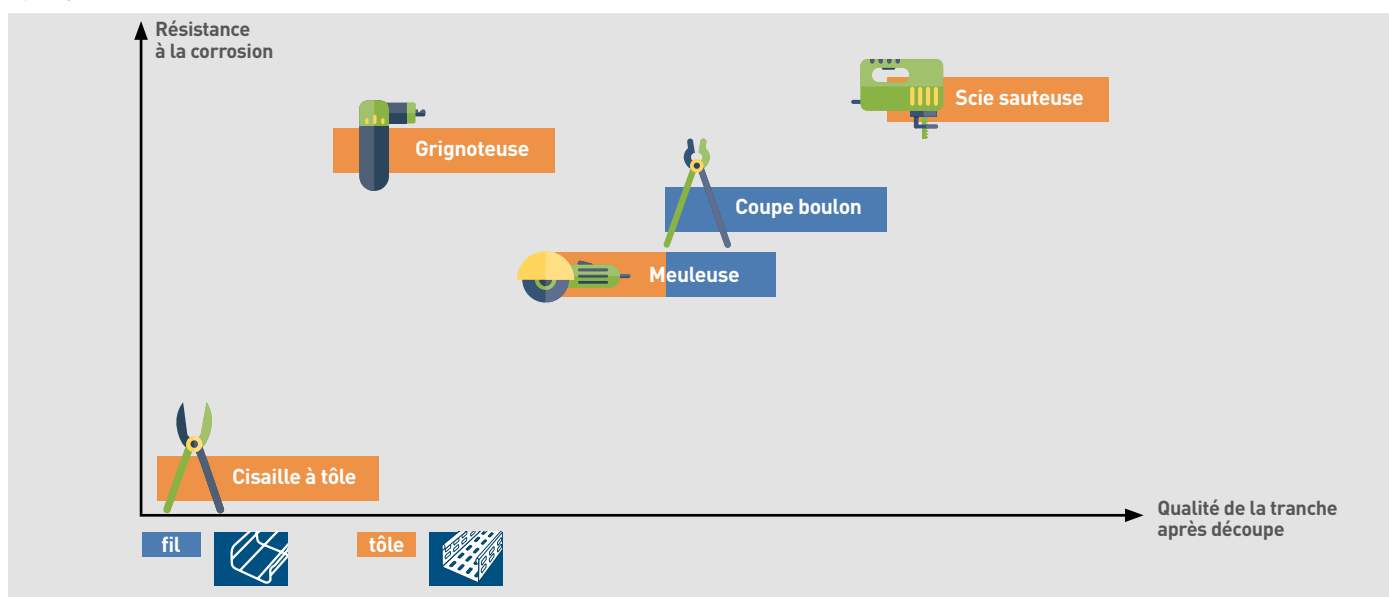 Résistance
à la corrosion
Scie sauteuse
Grignoteuse
Coupe boulon
Meuleuse
Cisaille à tôle
Qualité de la tranche
après découpe
fil
tôle